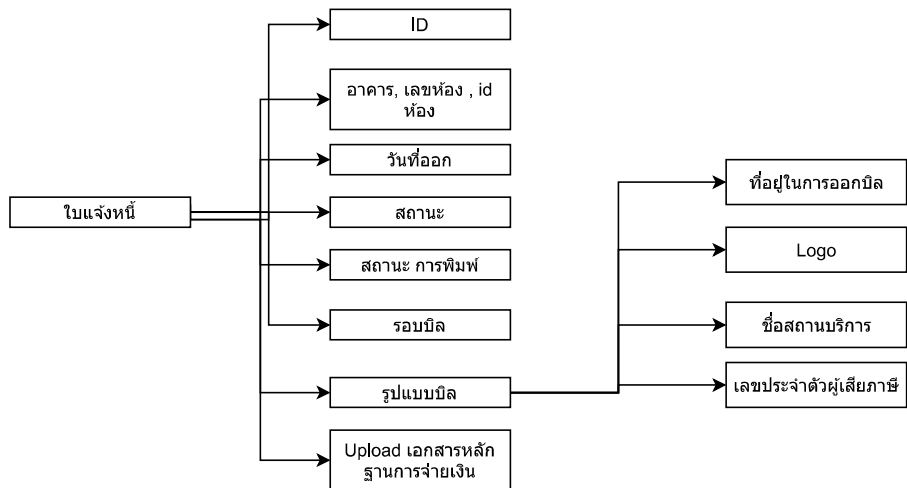 ใบแจ้งหนี้
ID
อาคาร, เลขห้อง , id
ห้อง
วันที่ออก
สถานะ
สถานะ การพิมพ์
รอบบิล
รูปแบบบิล
Upload เอกสารหลัก
ฐานการจ่ายเงิน
ที่อยู่ในการออกบิล
Logo
ชื่อสถานบริการ
เลขประจำตัวผู้เสียภาษี